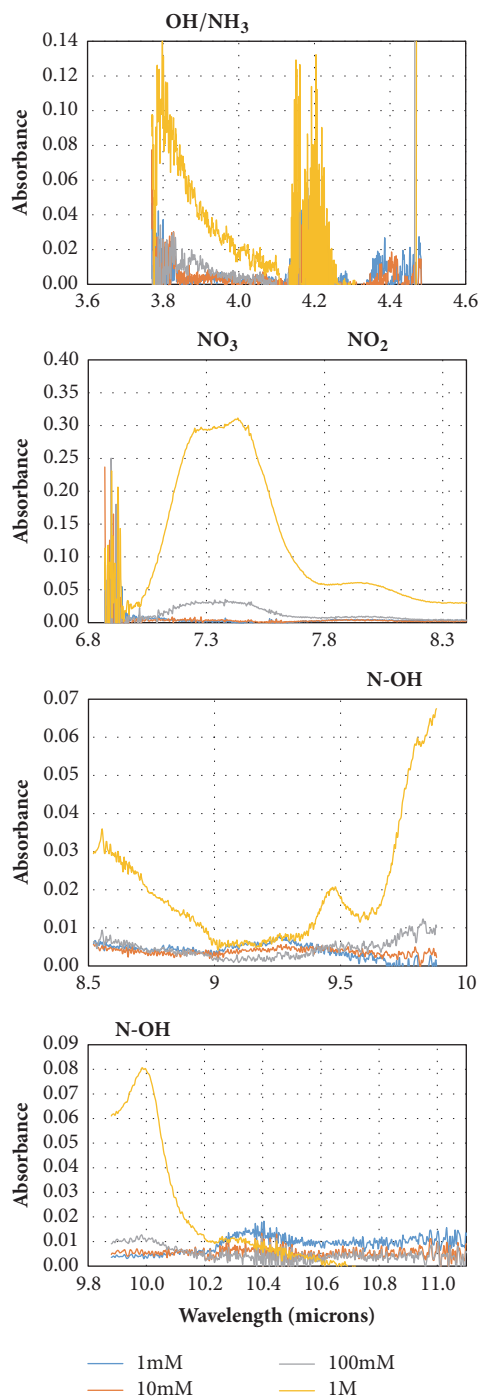 OH/NH3
Absorbance
0.14
0.12
0.10
0.08
0.06
0.04
0.02
0.00
3.6 3.8 4.0 4.2 4.4 4.6
NO3 NO2
Absorbance
0.40
0.35
0.30
0.25
0.20
0.15
0.10
0.05
0.00
6.8 7.3 7.8 8.3
N-OH
Absorbance
0.07
0.06
0.05
0.04
0.03
0.02
0.01
0.00
8.5 9 9.5 10
N-OH
Absorbance
0.09
0.08
0.07
0.06
0.05
0.04
0.03
0.02
0.01
0.00
9.8 10.0 10.2 10.4 10.6 10.8 11.0
Wavelength (microns)
1mM 100mM
10mM 1M